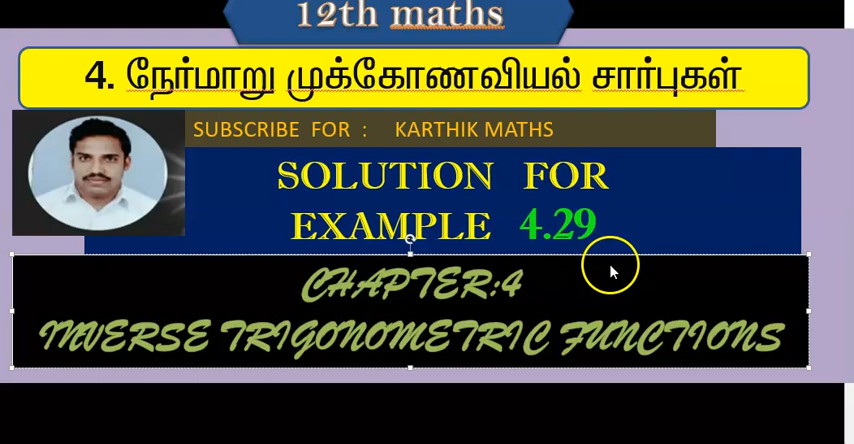 12th maths
4. நேர்மாறு முக்கோணவியல் சார்புகள்
SUBSCRIBE FOR : KARTHIK MATHS
SOLUTION FOR
EXAMPLE 4.29
CHAPTER:4
INVERSE TRIGONOMETRIC FUNCTIONS